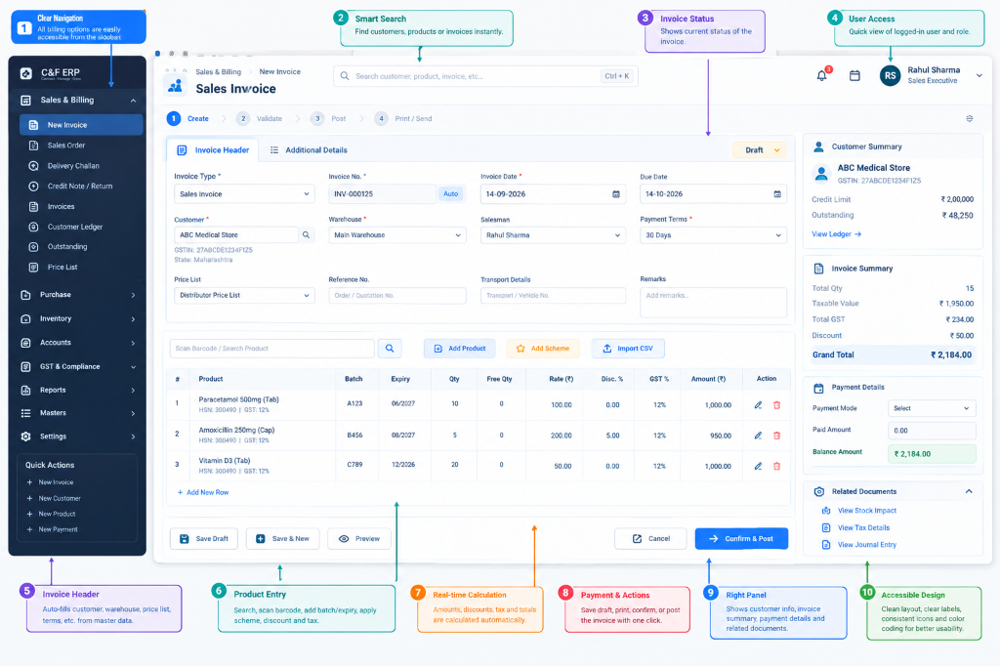 1
Clear Navigation
All billing options are easily
accessible from the sidebar.
2
Smart Search
Find customers, products or invoices instantly.
3
Invoice Status
Shows current status of the
invoice.
4
User Access
Quick view of logged-in user and role.
C&F ERP
Sales & Billing
New Invoice
Sales Order
Delivery Challan
Credit Note / Return
Invoices
Customer Ledger
Outstanding
Price List
Purchase
Inventory
Accounts
GST & Compliance
Reports
Masters
Settings
Quick Actions
+ New Invoice
+ New Customer
+ New Product
+ New Payment
Sales & Billing > New Invoice
Sales Invoice
Search customer, product, invoice, etc...
Ctrl + K
3
RS
Rahul Sharma
Sales Executive
1 Create > 2 Validate > 3 Post > 4 Print / Send
Invoice Header
Additional Details
Draft
Invoice Type *
Sales Invoice
Invoice No. *
INV-000125
Auto
Invoice Date *
14-09-2026
Due Date
14-10-2026
Customer *
ABC Medical Store
GSTIN: 27ABCDE1234F1Z5
State: Maharashtra
Warehouse *
Main Warehouse
Salesman
Rahul Sharma
Payment Terms *
30 Days
Price List
Distributor Price List
Reference No.
Order / Quotation No.
Transport Details
Transport / Vehicle No.
Remarks
Add remarks..
Scan Barcode / Search Product
Add Product
Add Scheme
Import CSV
# Product Batch Expiry Qty Free Qty Rate (₹) Disc. % GST % Amount (₹) Action
1 Paracetamol 500mg (Tab) A123 06/2027 10 0 100.00 0.00 12% 1,000.00
HSN: 300490 | GST: 12%
2 Amoxicillin 250mg (Cap) B456 08/2027 5 0 200.00 5.00 12% 950.00
HSN: 300490 | GST: 12%
3 Vitamin D3 (Tab) C789 12/2026 20 0 50.00 0.00 12% 1,000.00
HSN: 300490 | GST: 12%
+ Add New Row
Save Draft
Save & New
Preview
Cancel
Confirm & Post
Customer Summary
ABC Medical Store
GSTIN: 27ABCDE1234F1Z5
Credit Limit ₹ 2,00,000
Outstanding ₹ 48,250
View Ledger →
Invoice Summary
Total Qty 15
Taxable Value ₹ 1,950.00
Total GST ₹ 234.00
Discount ₹ 50.00
Grand Total ₹ 2,184.00
Payment Details
Payment Mode Select
Paid Amount 0.00
Balance Amount ₹ 2,184.00
Related Documents
View Stock Impact
View Tax Details
View Journal Entry
5
Invoice Header
Auto-fills customer, warehouse, price list,
terms, etc. from master data.
6
Product Entry
Search, scan barcode, add batch/expiry, apply
scheme, discount and tax.
7
Real-time Calculation
Amounts, discounts, tax and totals
are calculated automatically.
8
Payment & Actions
Save draft, print, confirm, or post
the invoice with one click.
9
Right Panel
Shows customer info, invoice
summary, payment details and
related documents.
10
Accessible Design
Clean layout, clear labels,
consistent icons and color
coding for better usability.